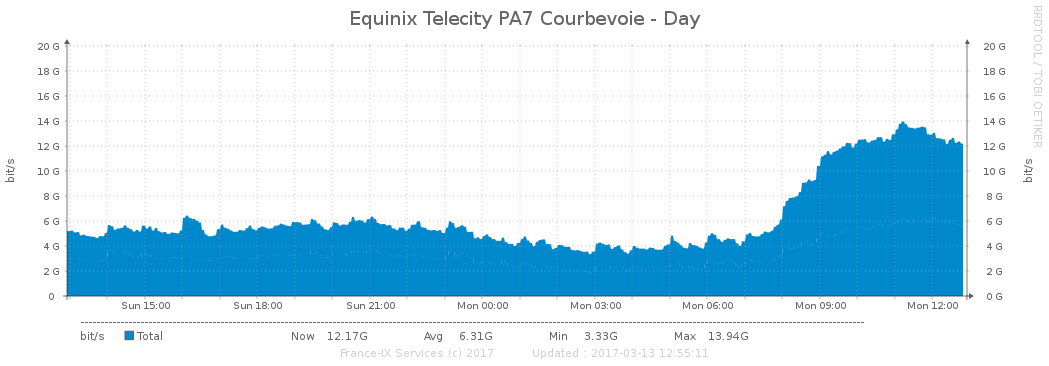 Equinix Telecity PA7 Courbevoie - Day
RRDTOOL / TOBI OETIKER
bit/s
bit/s
20 G 20 G
18 G 18 G
16 G 16 G
14 G 14 G
12 G 12 G
10 G 10 G
8 G 8 G
6 G 6 G
4 G 4 G
2 G 2 G
0 0 G
Sun 15:00 Sun 18:00 Sun 21:00 Mon 00:00 Mon 03:00 Mon 06:00 Mon 09:00 Mon 12:00
bit/s Total Now 12.17G Avg 6.31G Min 3.33G Max 13.94G
France-IX Services (c) 2017 Updated : 2017-03-13 12:55:11